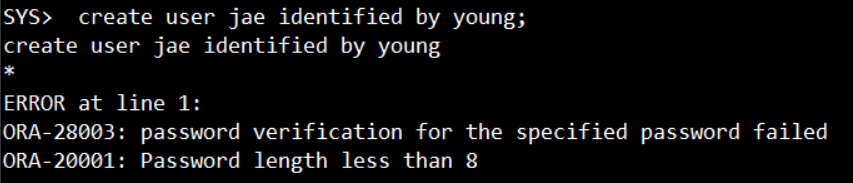 SYS>  create user jae identified by young;
create user jae identified by young
*
ERROR at line 1:
ORA-28003: password verification for the specified password failed
ORA-20001: Password length less than 8